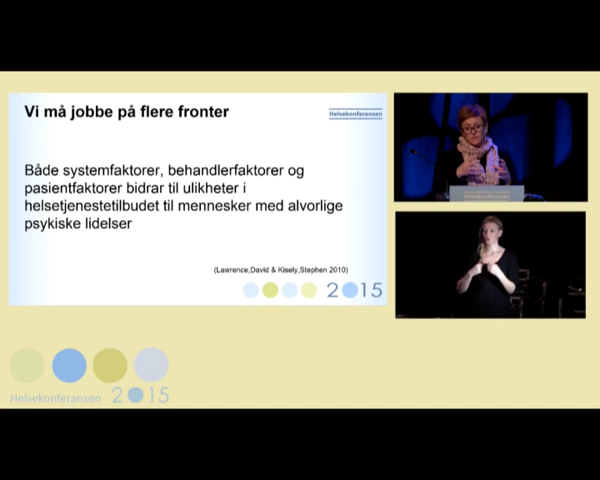 Vi må jobbe på flere fronter
Helsekonferansen
Både systemfaktorer, behandlerfaktorer og
pasientfaktorer bidrar til ulikheter i
helsetjenestetilbudet til mennesker med alvorlige
psykiske lidelser
(Lawrence,David & Kisely,Stephen 2010)
2015
Helsekonferansen
Helsekonferansen 2015